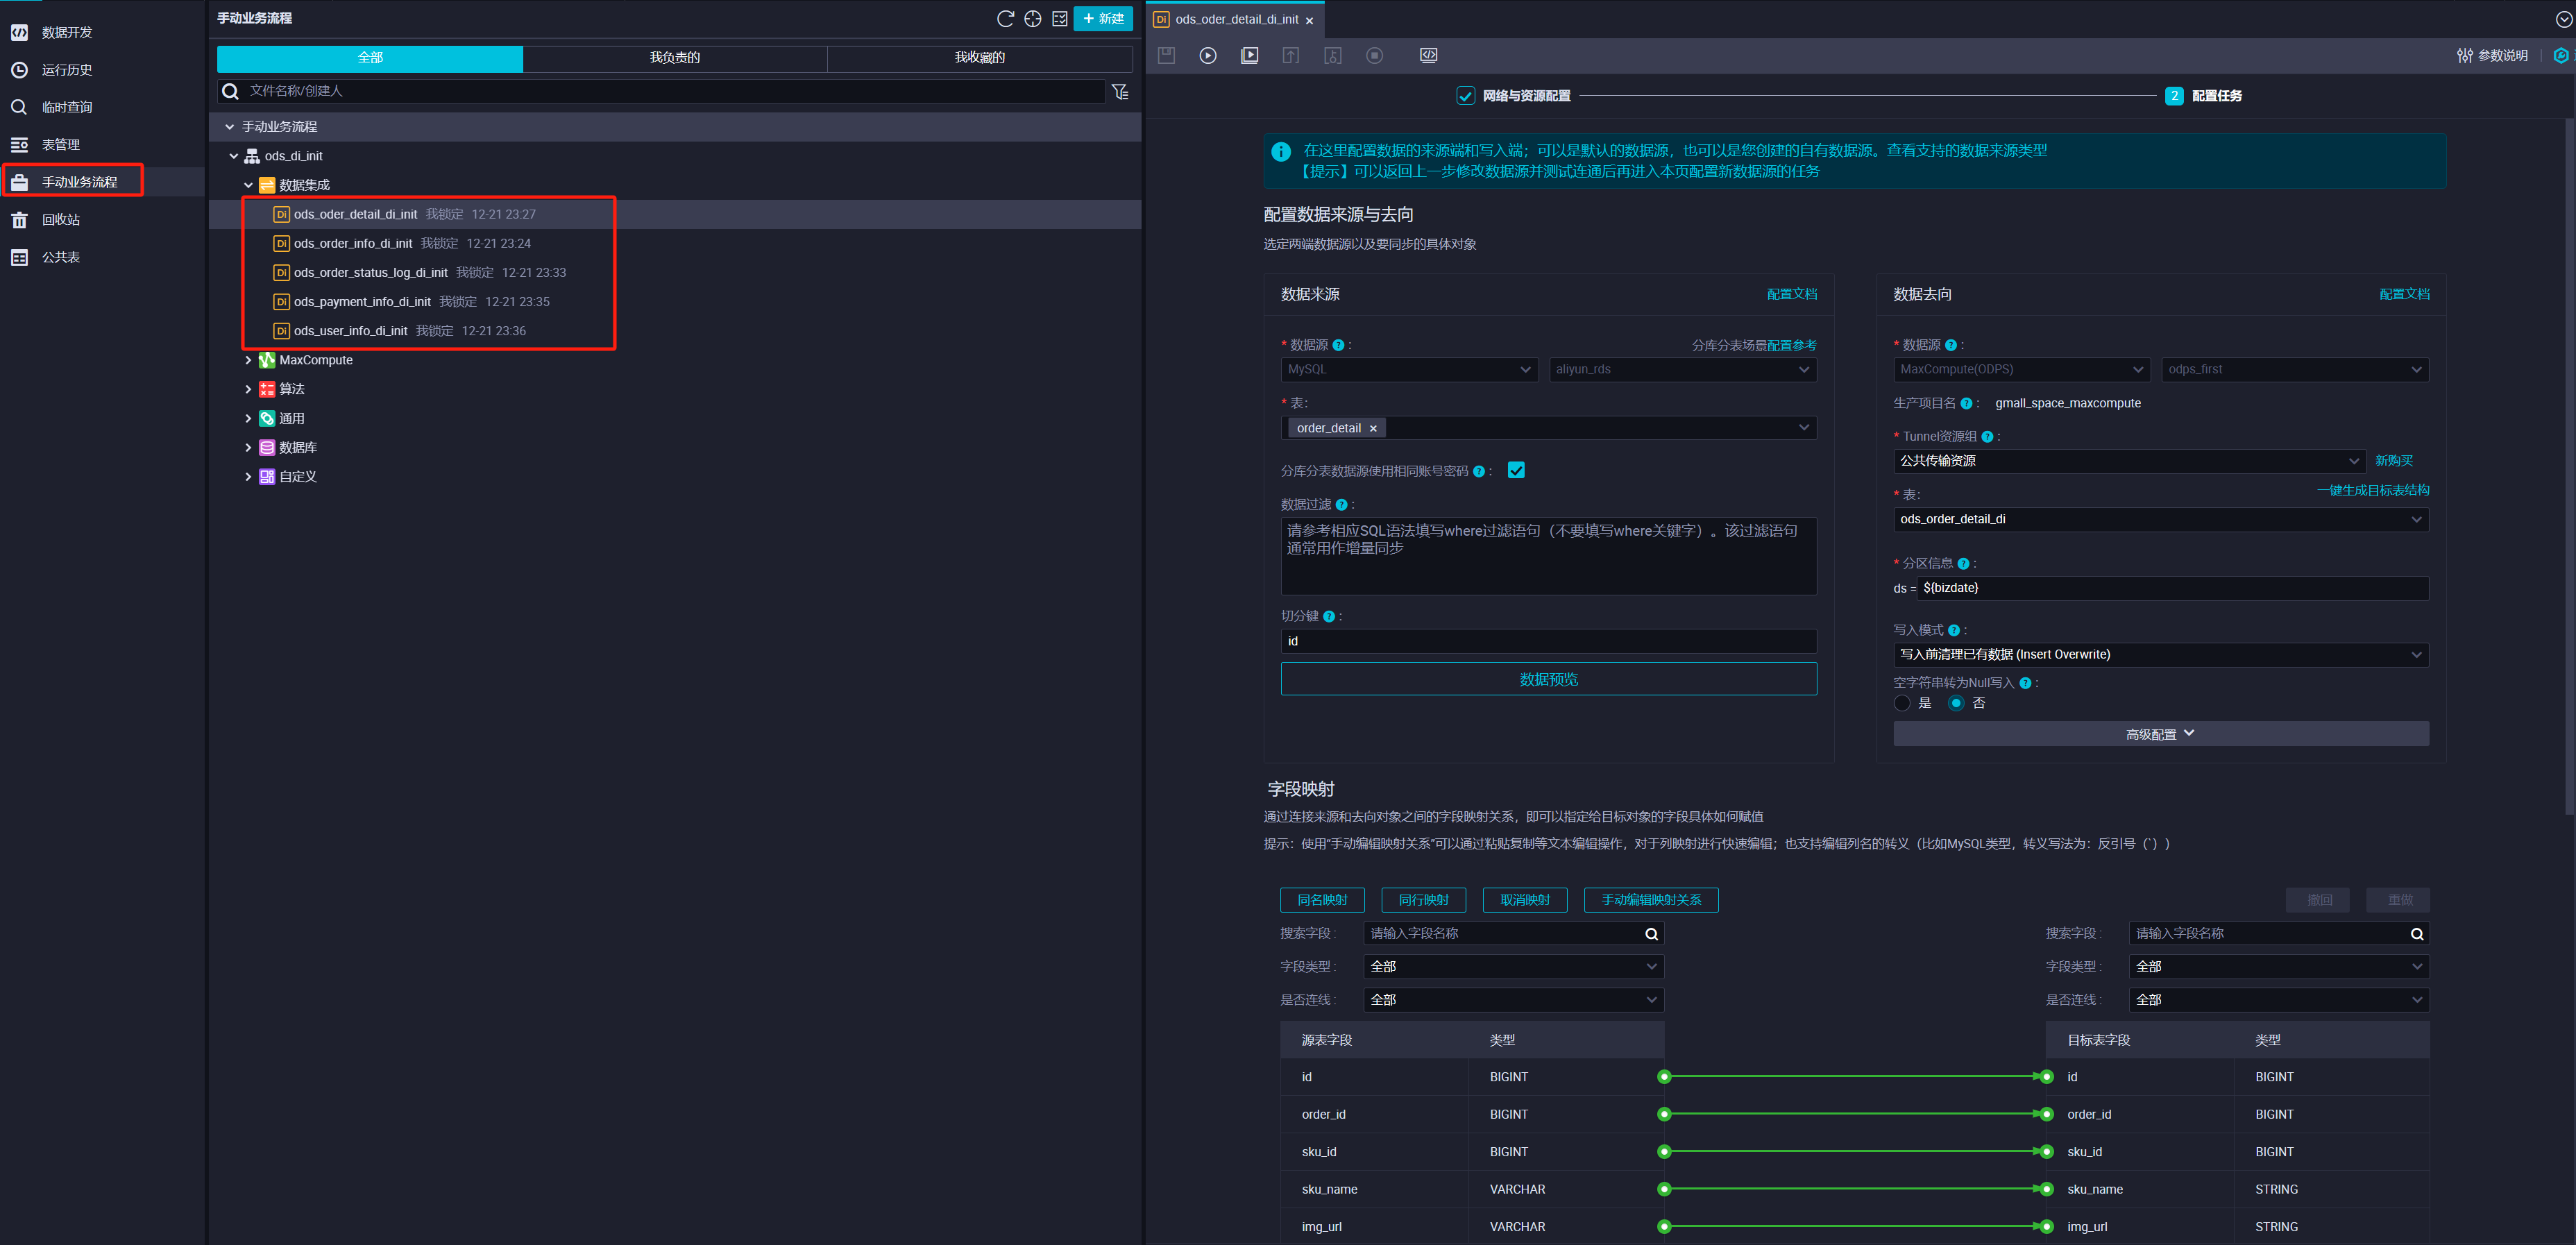 数据开发
运行历史
临时查询
表管理
手动业务流程
回收站
公共表
手动业务流程
新建
全部
我负责的
我收藏的
文件名称/创建人
手动业务流程
ods_di_init
数据集成
Di ods_oder_detail_di_init 我锁定 12-21 23:27
Di ods_order_info_di_init 我锁定 12-21 23:24
Di ods_order_status_log_di_init 我锁定 12-21 23:33
Di ods_payment_info_di_init 我锁定 12-21 23:35
Di ods_user_info_di_init 我锁定 12-21 23:36
MaxCompute
算法
通用
数据库
自定义
Di ods_oder_detail_di_init ×
参数说明
网络与资源配置
2 配置任务
在这里配置数据的来源端和写入端；可以是默认的数据源，也可以是您创建的自有数据源。查看支持的数据来源类型
【提示】可以返回上一步修改数据源并测试连通后再进入本页配置新数据源的任务
配置数据来源与去向
选定两端数据源以及要同步的具体对象
数据来源
配置文档
* 数据源 ? :
分库分表场景配置参考
MySQL
aliyun_rds
* 表:
order_detail ×
分库分表数据源使用相同账号密码 ? :
数据过滤 ? :
请参考相应SQL语法填写where过滤语句（不要填写where关键字）。该过滤语句
通常用作增量同步
切分键 ? :
id
数据预览
数据去向
配置文档
* 数据源 ? :
MaxCompute(ODPS)
odps_first
生产项目名 ? : gmall_space_maxcompute
* Tunnel资源组 ? :
公共传输资源
新购买
* 表:
一键生成目标表结构
ods_order_detail_di
* 分区信息 ? :
ds = ${bizdate}
写入模式 ? :
写入前清理已有数据 (Insert Overwrite)
空字符串转为Null写入 ? :
是 否
高级配置
字段映射
通过连接来源和去向对象之间的字段映射关系，即可以指定给目标对象的字段具体如何赋值
提示：使用“手动编辑映射关系”可以通过粘贴复制等文本编辑操作，对于列映射进行快速编辑；也支持编辑列名的转义（比如MySQL类型，转义写法为：反引号（`））
同名映射
同行映射
取消映射
手动编辑映射关系
撤回
重做
搜索字段 : 请输入字段名称
搜索字段 : 请输入字段名称
字段类型 : 全部
字段类型 : 全部
是否连线 : 全部
是否连线 : 全部
源表字段 类型 目标表字段 类型
id BIGINT id BIGINT
order_id BIGINT order_id BIGINT
sku_id BIGINT sku_id BIGINT
sku_name VARCHAR sku_name STRING
img_url VARCHAR img_url STRING